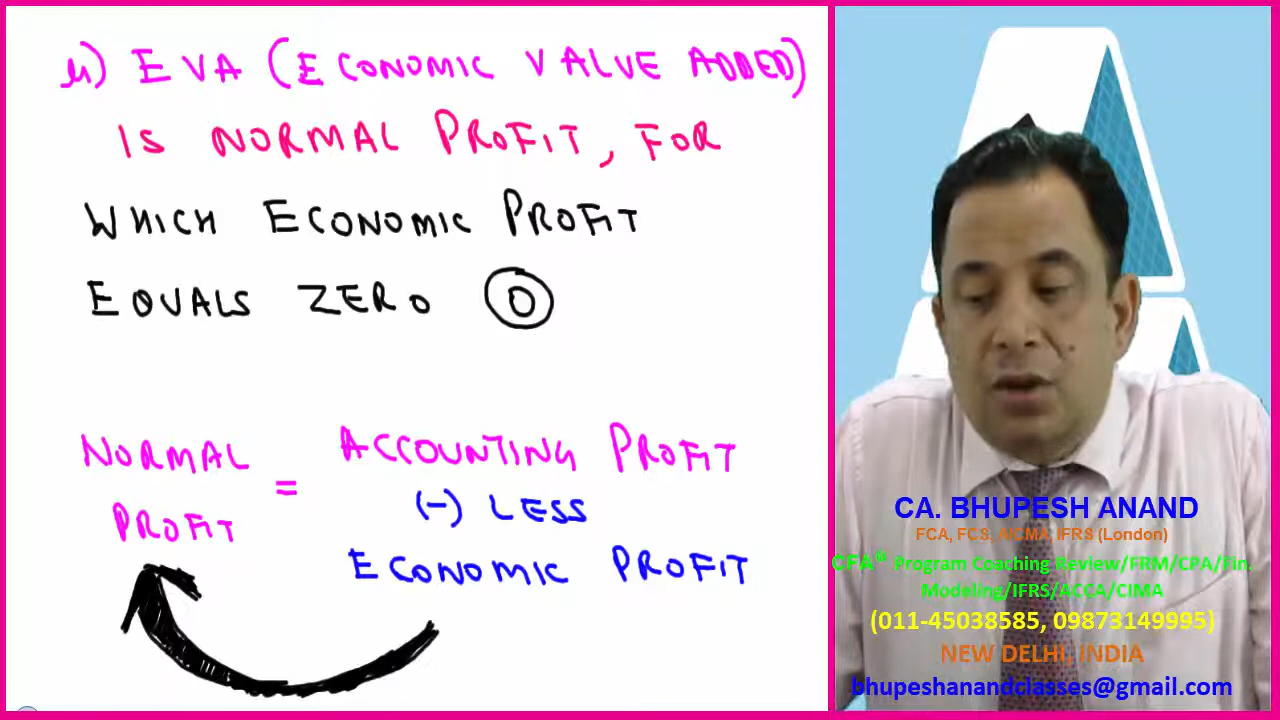 EVA (ECONOMIC VALUE ADDED)
IS NORMAL PROFIT, FOR
WHICH ECONOMIC PROFIT
EQUALS ZERO 0
NORMAL
PROFIT
=
ACCOUNTING PROFIT
(-) LESS
ECONOMIC PROFIT
CA. BHUPESH ANAND
FCA, FCS, AICMA, IFRS (London)
CFA® Program Coaching Review/FRM/CPA/Fin.
Modeling/IFRS/ACCA/CIMA
(011-45038585, 09873149995)
NEW DELHI, INDIA
bhupeshanandclasses@gmail.com